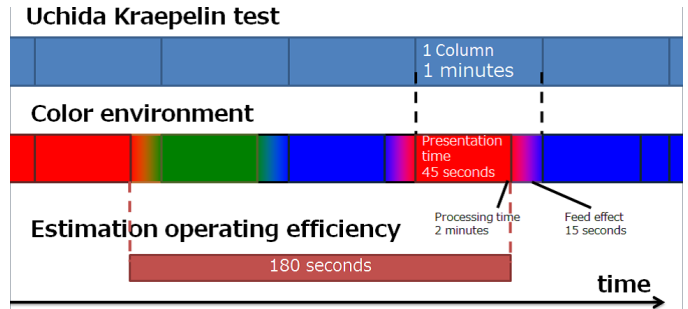 Uchida Kraepelin test
1 Column
1 minutes
Color environment
Presentation
time
45 seconds
Processing time
2 minutes
Feed effect
15 seconds
Estimation operating efficiency
180 seconds
time